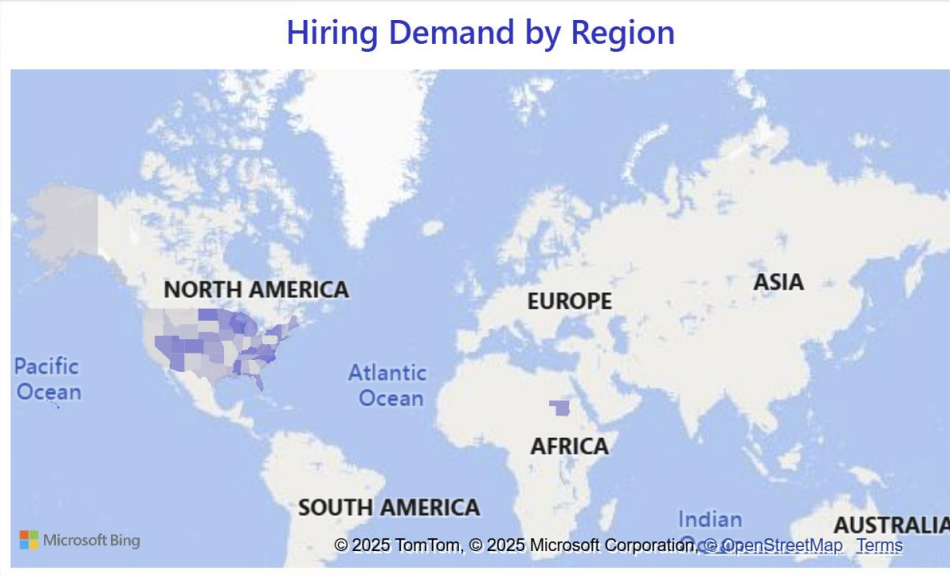 Hiring Demand by Region
NORTH AMERICA
EUROPE
ASIA
Pacific
Ocean
Atlantic
Ocean
AFRICA
SOUTH AMERICA
Indian
AUSTRALIA
Microsoft Bing
© 2025 TomTom, © 2025 Microsoft Corporation, © OpenStreetMap Terms